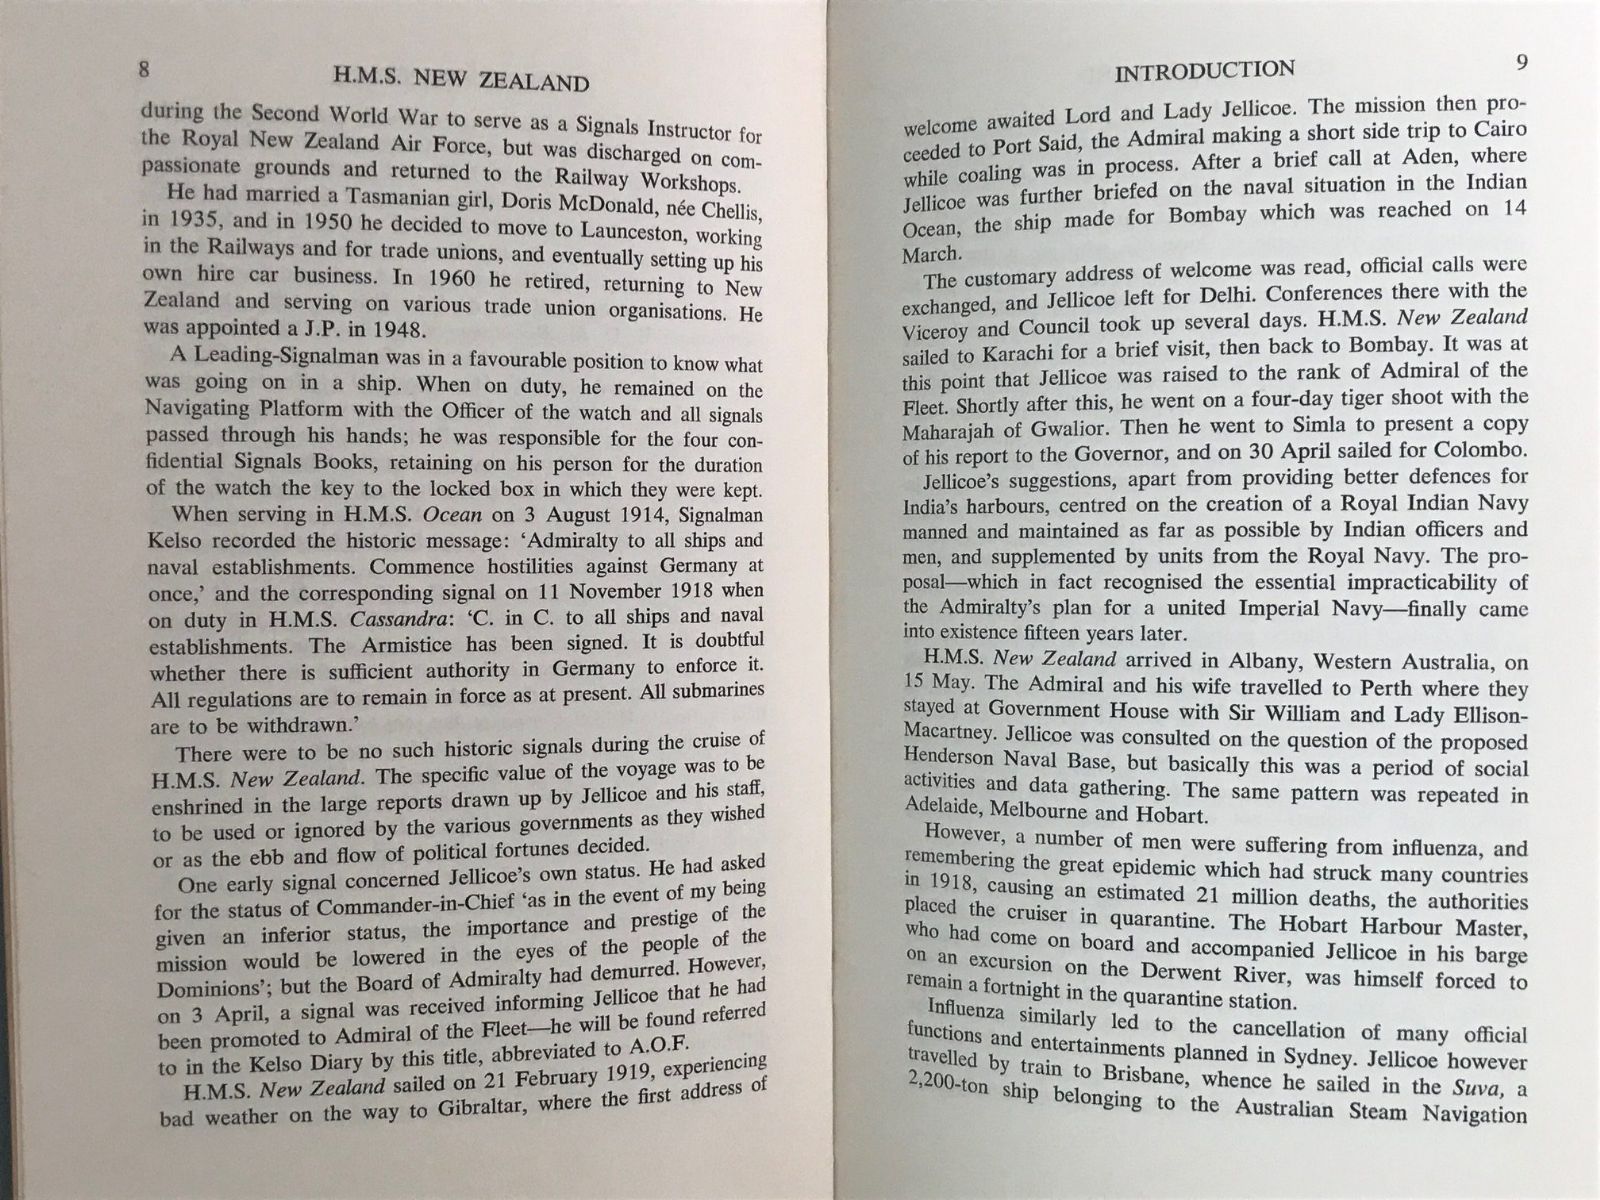 8
H.M.S. NEW ZEALAND
during the Second World War to serve as a Signals Instructor for
the Royal New Zealand Air Force, but was discharged on com-
passionate grounds and returned to the Railway Workshops.
He had married a Tasmanian girl, Doris McDonald, née Chellis,
in 1935, and in 1950 he decided to move to Launceston, working
in the Railways and for trade unions, and eventually setting up his
own hire car business. In 1960 he retired, returning to New
Zealand and serving on various trade union organisations. He
was appointed a J.P. in 1948.
A Leading-Signalman was in a favourable position to know what
was going on in a ship. When on duty, he remained on the
Navigating Platform with the Officer of the watch and all signals
passed through his hands; he was responsible for the four con-
fidential Signals Books, retaining on his person for the duration
of the watch the key to the locked box in which they were kept.
When serving in H.M.S. Ocean on 3 August 1914, Signalman
Kelso recorded the historic message: ‘Admiralty to all ships and
naval establishments. Commence hostilities against Germany at
once,’ and the corresponding signal on 11 November 1918 when
on duty in H.M.S. Cassandra: ‘C. in C. to all ships and naval
establishments. The Armistice has been signed. It is doubtful
whether there is sufficient authority in Germany to enforce it.
All regulations are to remain in force as at present. All submarines
are to be withdrawn.’
There were to be no such historic signals during the cruise of
H.M.S. New Zealand. The specific value of the voyage was to be
enshrined in the large reports drawn up by Jellicoe and his staff,
to be used or ignored by the various governments as they wished
or as the ebb and flow of political fortunes decided.
One early signal concerned Jellicoe’s own status. He had asked
for the status of Commander-in-Chief ‘as in the event of my being
given an inferior status, the importance and prestige of the
mission would be lowered in the eyes of the people of the
Dominions’; but the Board of Admiralty had demurred. However,
on 3 April, a signal was received informing Jellicoe that he had
been promoted to Admiral of the Fleet—he will be found referred
to in the Kelso Diary by this title, abbreviated to A.O.F.
H.M.S. New Zealand sailed on 21 February 1919, experiencing
bad weather on the way to Gibraltar, where the first address of
INTRODUCTION
9
welcome awaited Lord and Lady Jellicoe. The mission then pro-
ceeded to Port Said, the Admiral making a short side trip to Cairo
while coaling was in process. After a brief call at Aden, where
Jellicoe was further briefed on the naval situation in the Indian
Ocean, the ship made for Bombay which was reached on 14
March.
The customary address of welcome was read, official calls were
exchanged, and Jellicoe left for Delhi. Conferences there with the
Viceroy and Council took up several days. H.M.S. New Zealand
sailed to Karachi for a brief visit, then back to Bombay. It was at
this point that Jellicoe was raised to the rank of Admiral of the
Fleet. Shortly after this, he went on a four-day tiger shoot with the
Maharajah of Gwalior. Then he went to Simla to present a copy
of his report to the Governor, and on 30 April sailed for Colombo.
Jellicoe’s suggestions, apart from providing better defences for
India’s harbours, centred on the creation of a Royal Indian Navy
manned and maintained as far as possible by Indian officers and
men, and supplemented by units from the Royal Navy. The pro-
posal—which in fact recognised the essential impracticability of
the Admiralty’s plan for a united Imperial Navy—finally came
into existence fifteen years later.
H.M.S. New Zealand arrived in Albany, Western Australia, on
15 May. The Admiral and his wife travelled to Perth where they
stayed at Government House with Sir William and Lady Ellison-
Macartney. Jellicoe was consulted on the question of the proposed
Henderson Naval Base, but basically this was a period of social
activities and data gathering. The same pattern was repeated in
Adelaide, Melbourne and Hobart.
However, a number of men were suffering from influenza, and
remembering the great epidemic which had struck many countries
in 1918, causing an estimated 21 million deaths, the authorities
placed the cruiser in quarantine. The Hobart Harbour Master,
who had come on board and accompanied Jellicoe in his barge
on an excursion on the Derwent River, was himself forced to
remain a fortnight in the quarantine station.
Influenza similarly led to the cancellation of many official
functions and entertainments planned in Sydney. Jellicoe however
travelled by train to Brisbane, whence he sailed in the Suva, a
2,200-ton ship belonging to the Australian Steam Navigation